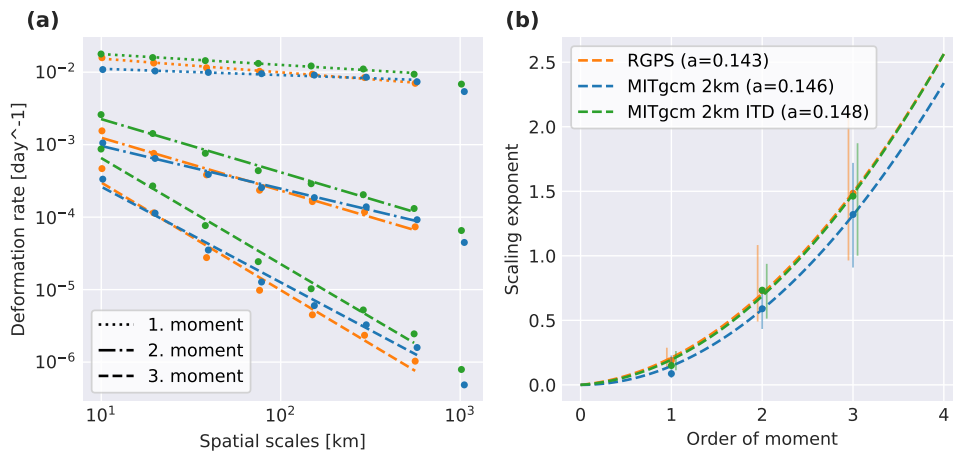 (a)
Deformation rate [day^-1]
10^-2
10^-3
10^-4
10^-5
10^-6
1. moment
2. moment
3. moment
10^1
10^2
10^3
Spatial scales [km]
(b)
Scaling exponent
2.5
2.0
1.5
1.0
0.5
0.0
RGPS (a=0.143)
MITgcm 2km (a=0.146)
MITgcm 2km ITD (a=0.148)
0
1
2
3
4
Order of moment